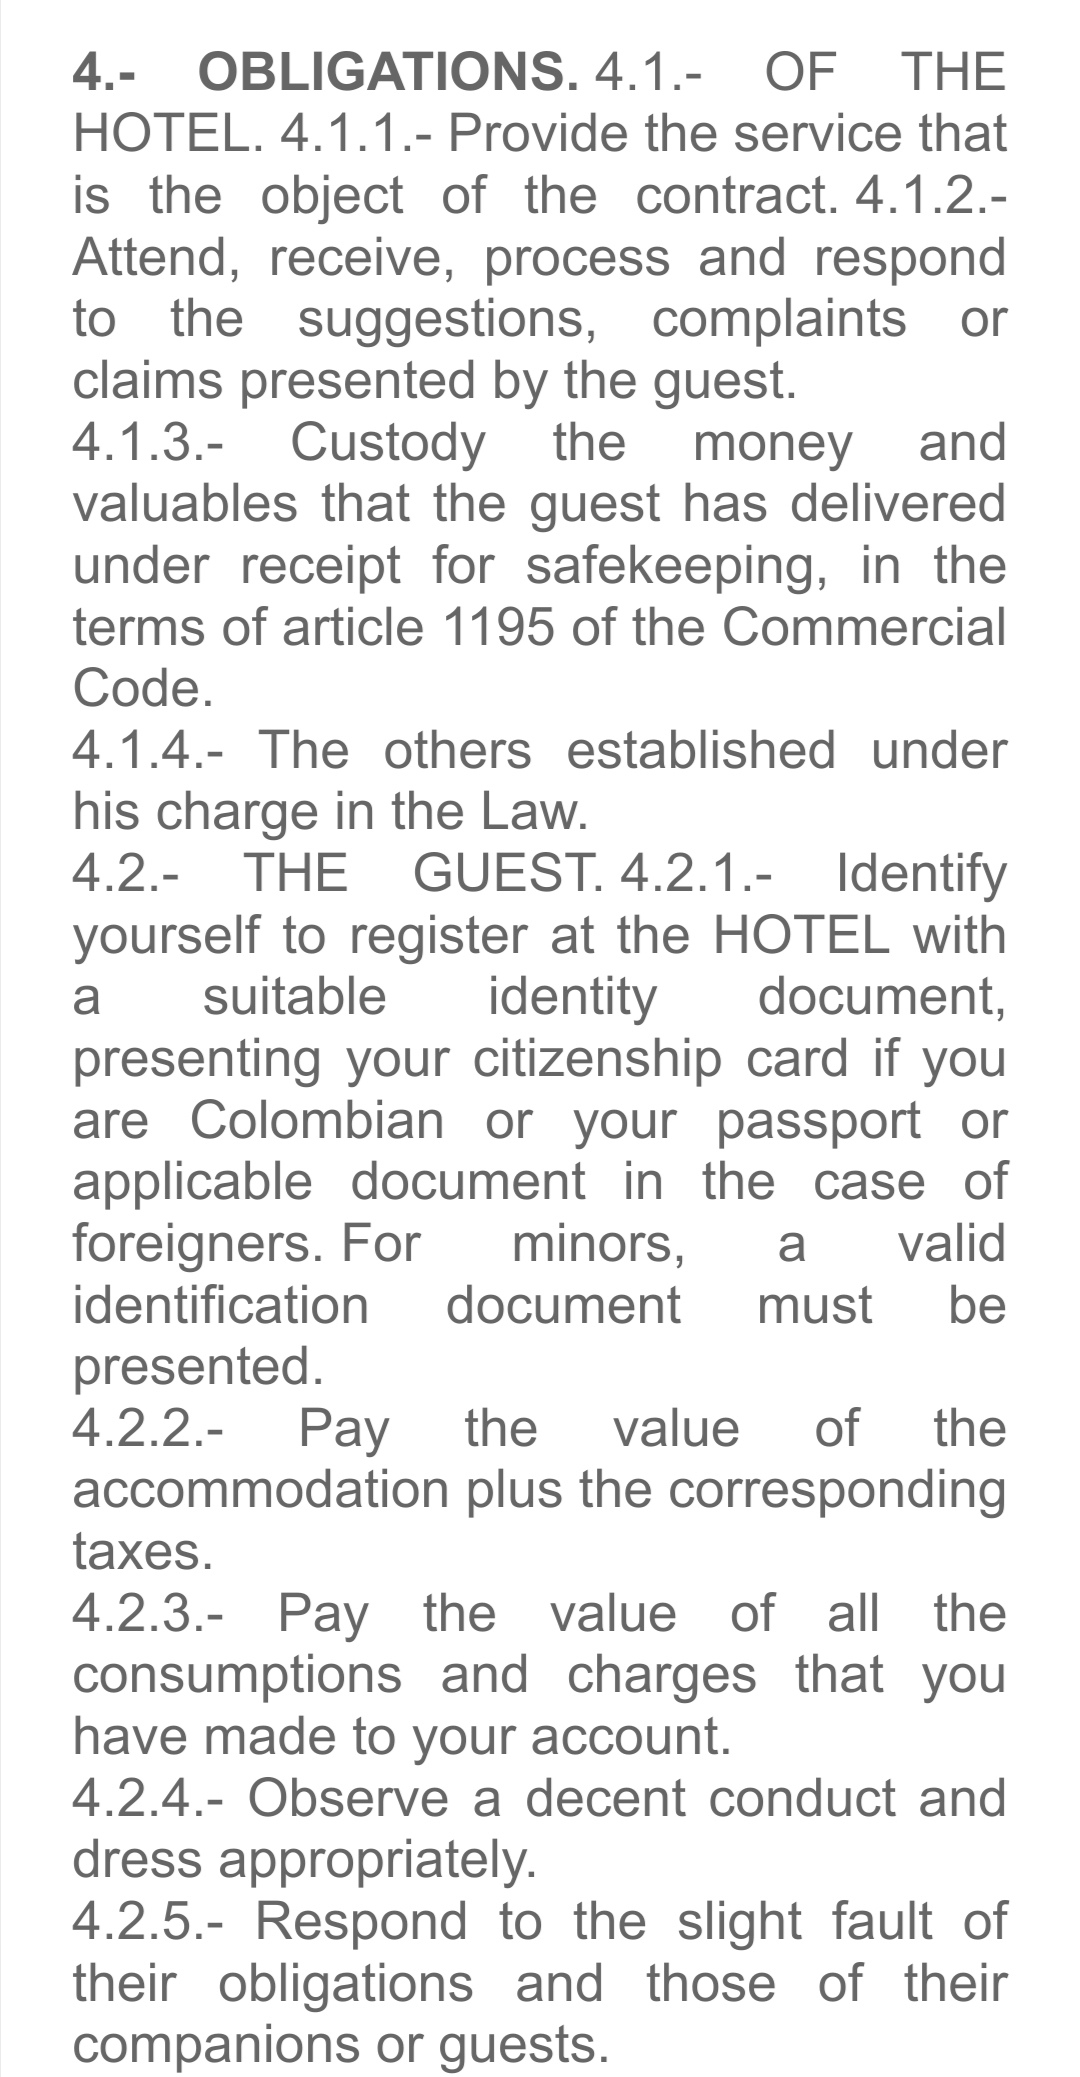 4.- OBLIGATIONS. 4.1.- OF THE
HOTEL. 4.1.1.- Provide the service that
is the object of the contract. 4.1.2.-
Attend, receive, process and respond
to the suggestions, complaints or
claims presented by the guest.
4.1.3.- Custody the money and
valuables that the guest has delivered
under receipt for safekeeping, in the
terms of article 1195 of the Commercial
Code.
4.1.4.- The others established under
his charge in the Law.
4.2.- THE GUEST. 4.2.1.- Identify
yourself to register at the HOTEL with
a suitable identity document,
presenting your citizenship card if you
are Colombian or your passport or
applicable document in the case of
foreigners. For minors, a valid
identification document must be
presented.
4.2.2.- Pay the value of the
accommodation plus the corresponding
taxes.
4.2.3.- Pay the value of all the
consumptions and charges that you
have made to your account.
4.2.4.- Observe a decent conduct and
dress appropriately.
4.2.5.- Respond to the slight fault of
their obligations and those of their
companions or guests.